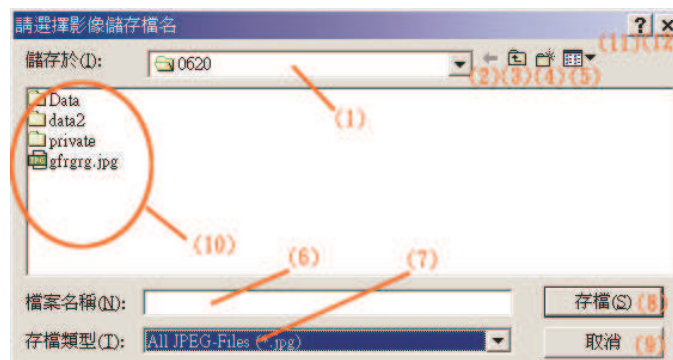 請選擇影像儲存檔名
儲存於(I): 0620
(2)(3)(4)(5) (11)(12
(1)
Data
data2
private
gfrgrg.jpg
(10)
(6) (7)
檔案名稱(N): 存檔(S) (8)
存檔類型(T): All JPEG-Files (*.jpg) 取消 (9)